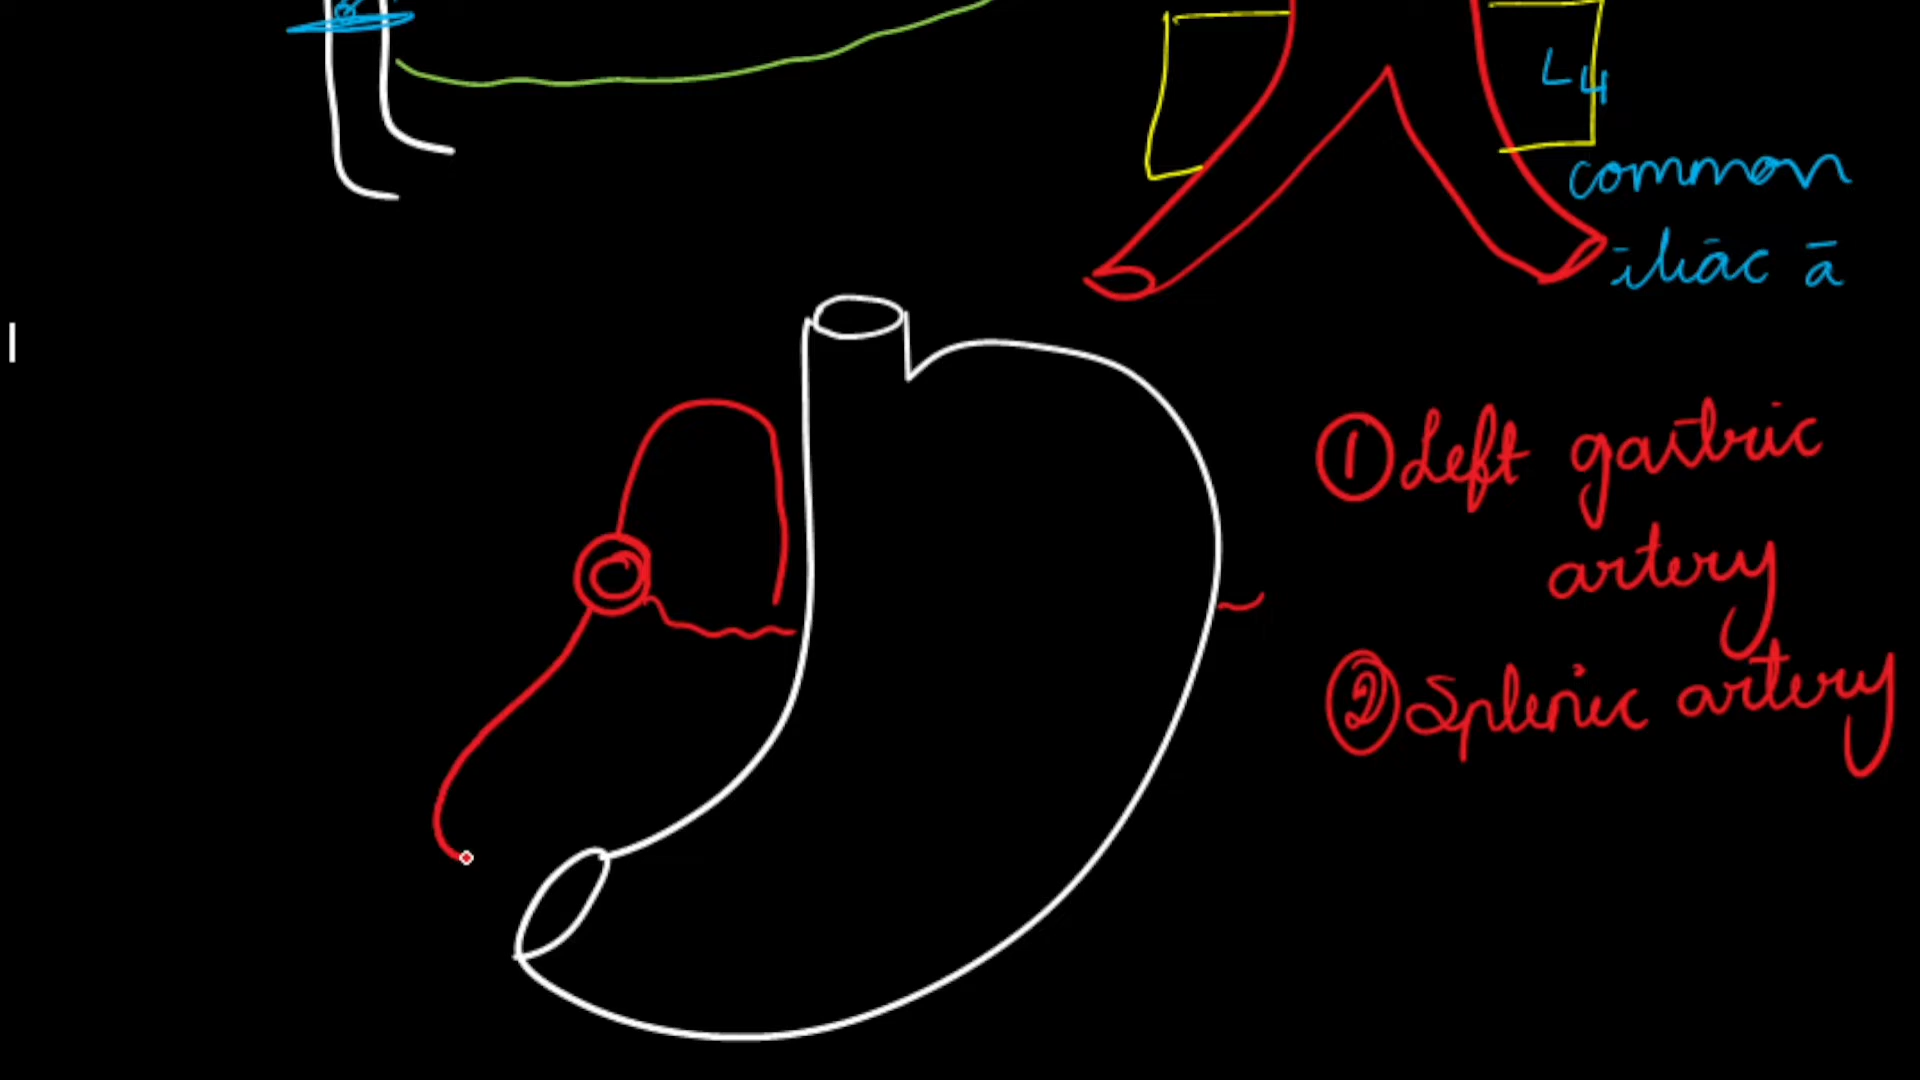 L4
common
iliac a
① Left gastric
artery
② Splenic artery